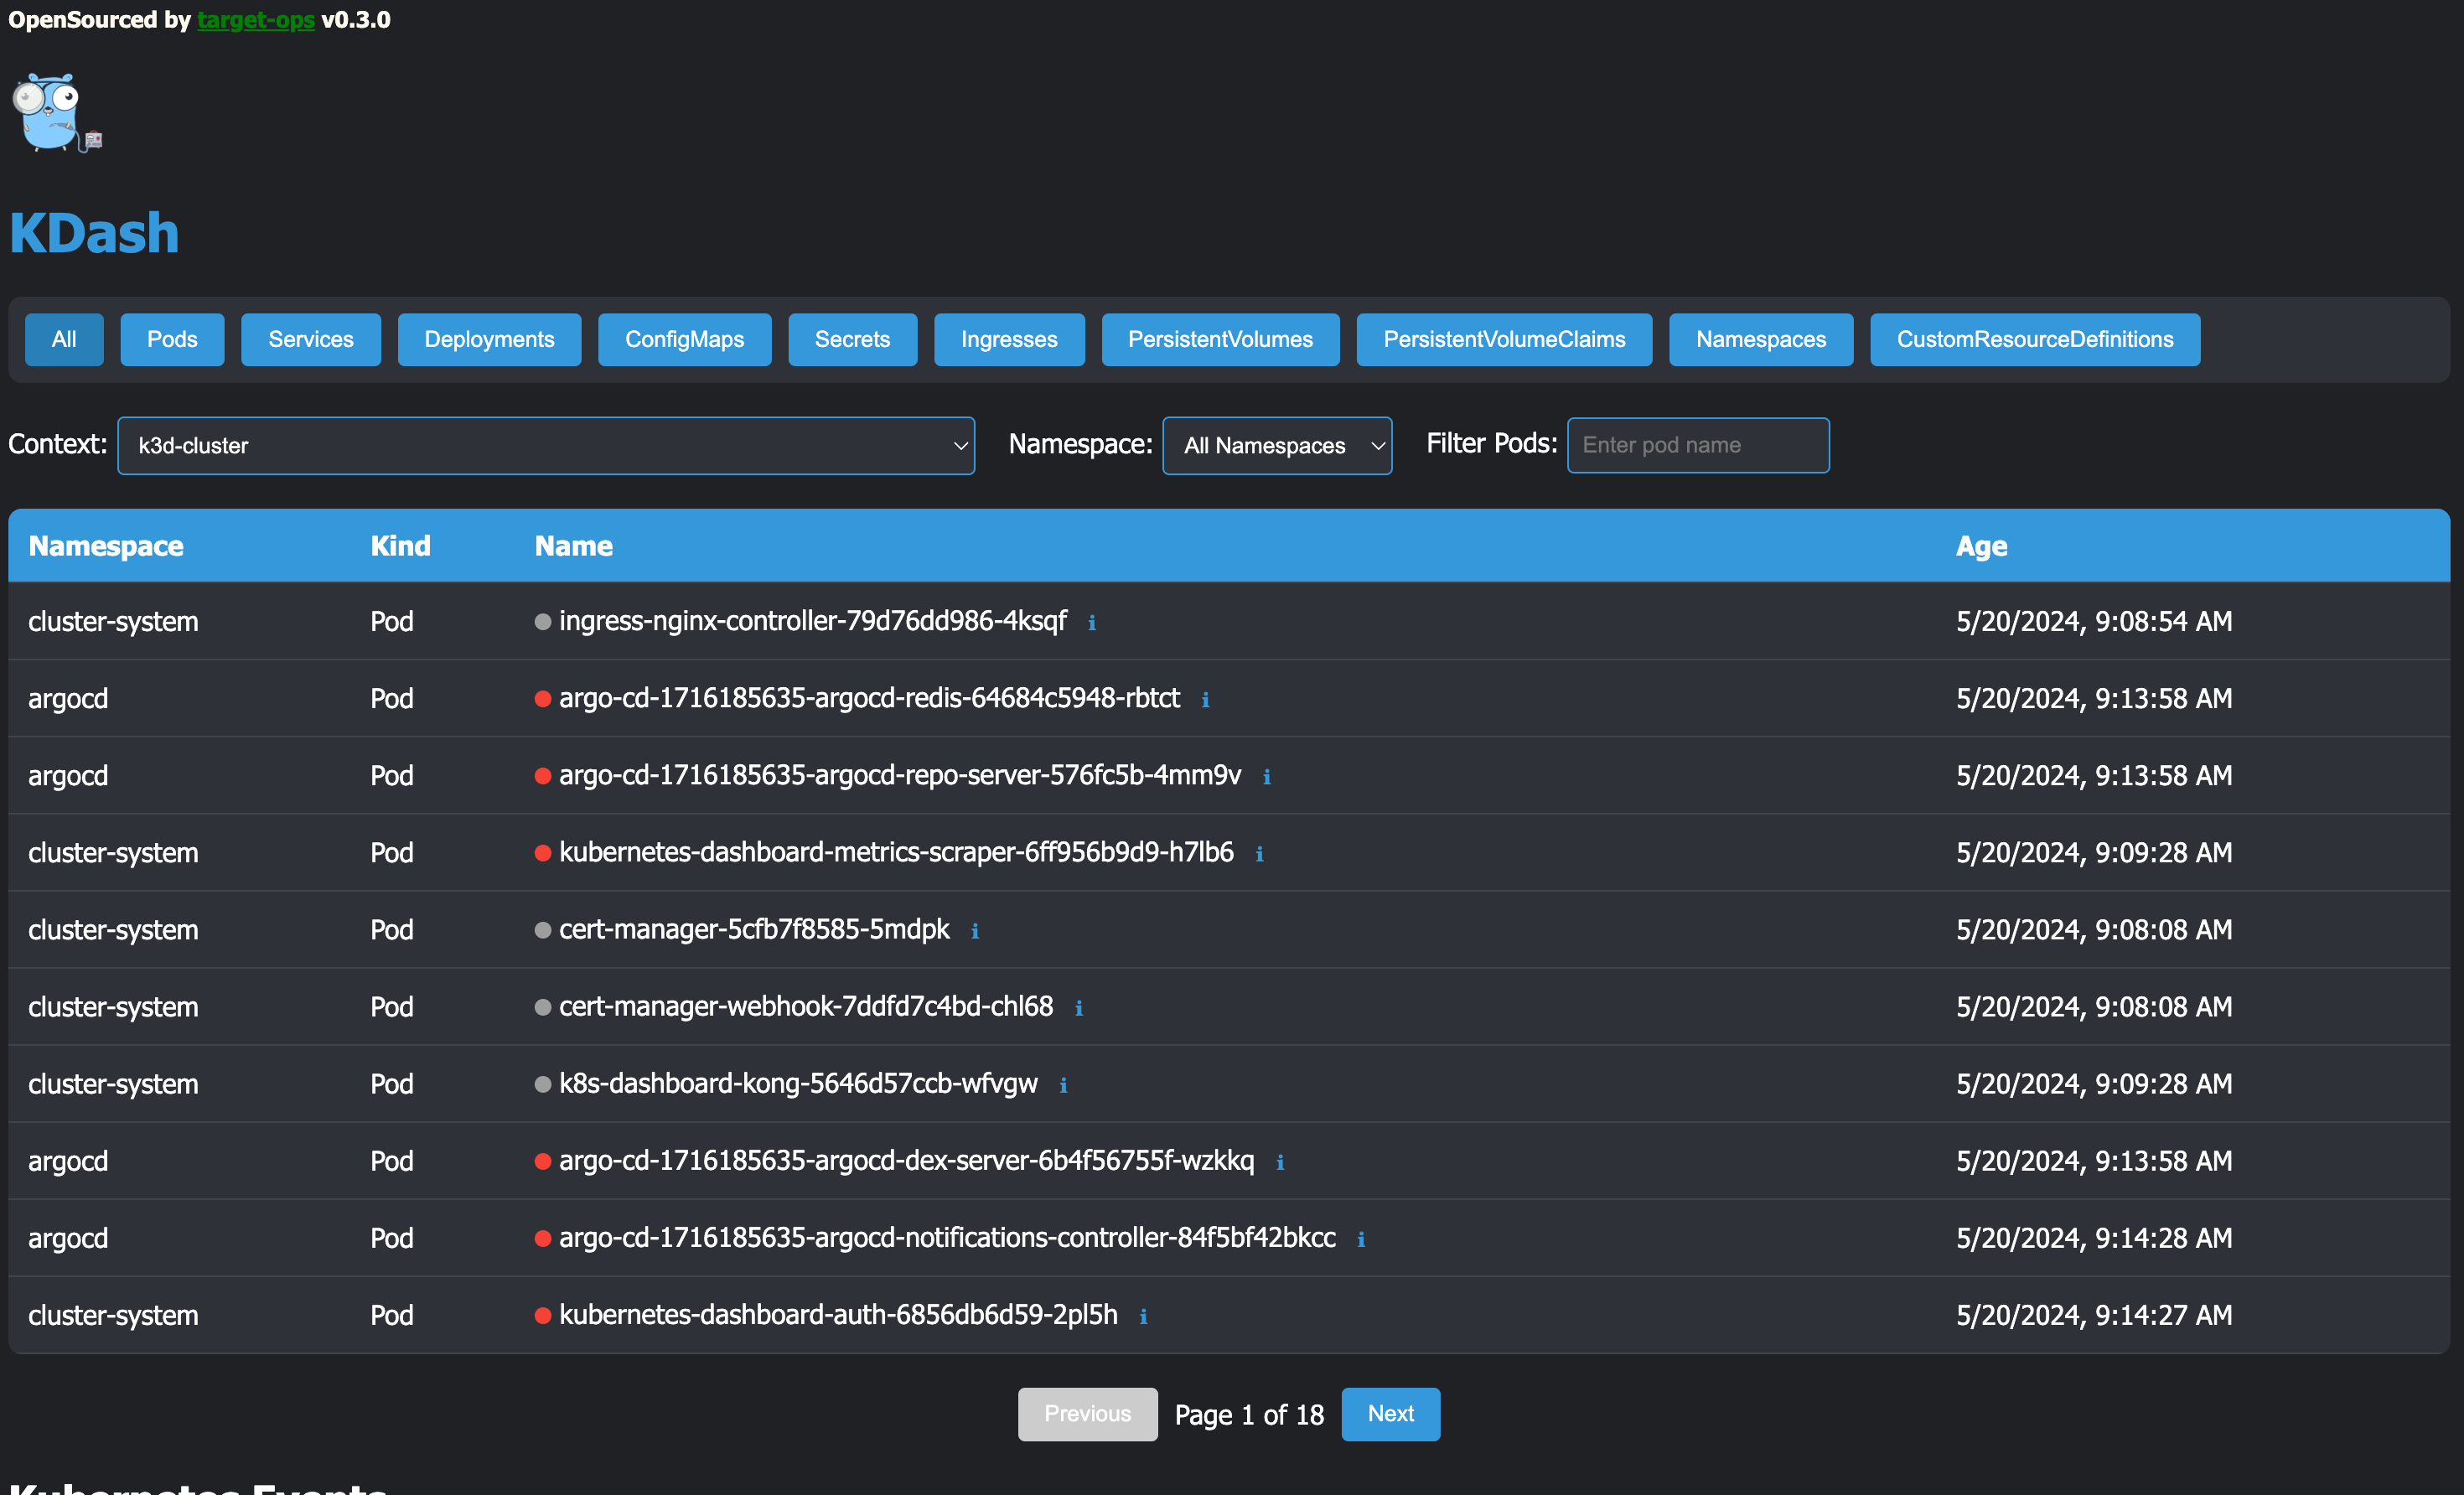 OpenSourced by target-ops v0.3.0
KDash
All Pods Services Deployments ConfigMaps Secrets Ingresses PersistentVolumes PersistentVolumeClaims Namespaces CustomResourceDefinitions
Context: k3d-cluster Namespace: All Namespaces Filter Pods: Enter pod name
Namespace Kind Name Age
cluster-system Pod ingress-nginx-controller-79d76dd986-4ksqf i 5/20/2024, 9:08:54 AM
argocd Pod argo-cd-1716185635-argocd-redis-64684c5948-rbtct i 5/20/2024, 9:13:58 AM
argocd Pod argo-cd-1716185635-argocd-repo-server-576fc5b-4mm9v i 5/20/2024, 9:13:58 AM
cluster-system Pod kubernetes-dashboard-metrics-scraper-6ff956b9d9-h7lb6 i 5/20/2024, 9:09:28 AM
cluster-system Pod cert-manager-5cfb7f8585-5mdpk i 5/20/2024, 9:08:08 AM
cluster-system Pod cert-manager-webhook-7ddfd7c4bd-chl68 i 5/20/2024, 9:08:08 AM
cluster-system Pod k8s-dashboard-kong-5646d57ccb-wfvgw i 5/20/2024, 9:09:28 AM
argocd Pod argo-cd-1716185635-argocd-dex-server-6b4f56755f-wzkkq i 5/20/2024, 9:13:58 AM
argocd Pod argo-cd-1716185635-argocd-notifications-controller-84f5bf42bkcc i 5/20/2024, 9:14:28 AM
cluster-system Pod kubernetes-dashboard-auth-6856db6d59-2pl5h i 5/20/2024, 9:14:27 AM
Previous Page 1 of 18 Next
Kubernetes Events